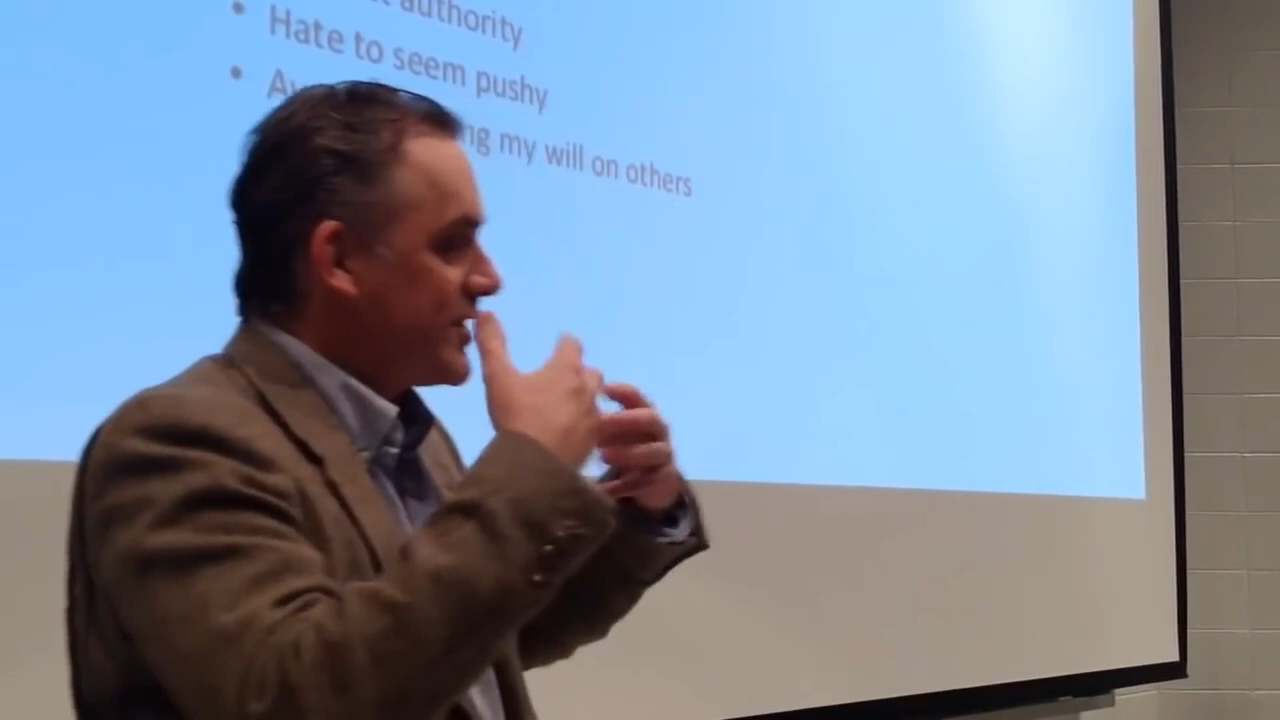 authority
• Hate to seem pushy
•
my will on others